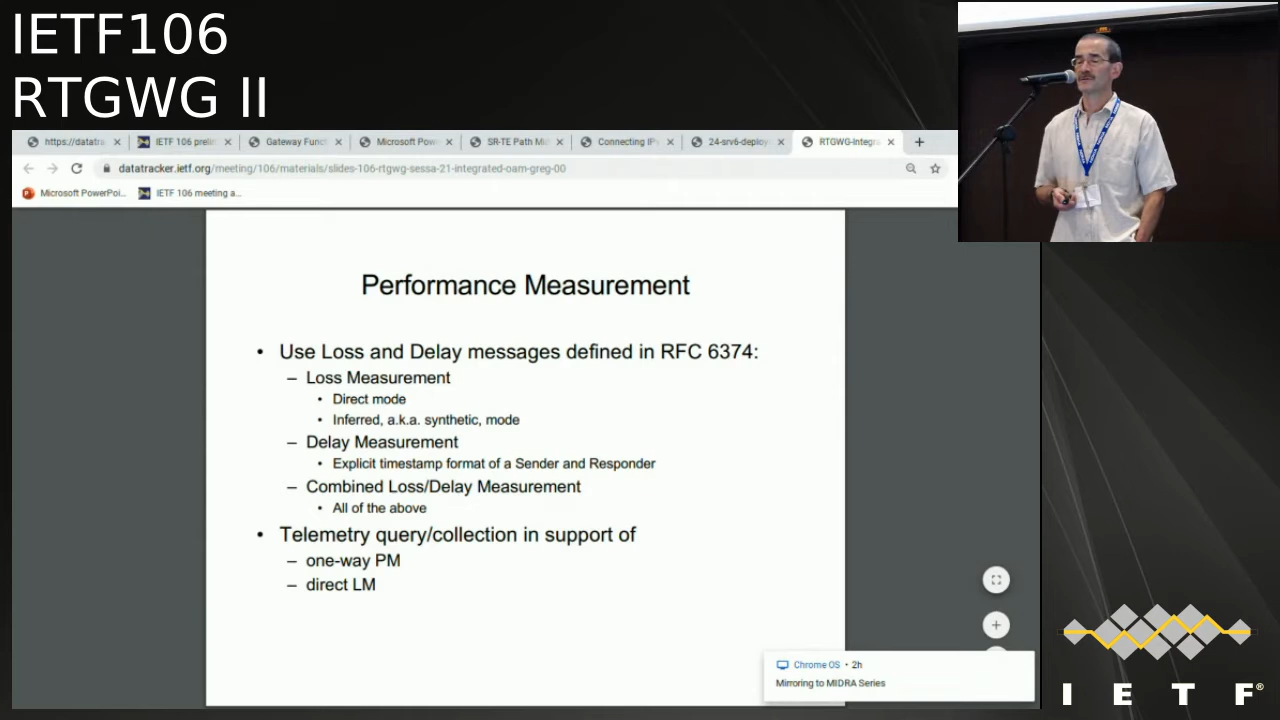 IETF106
RTGWG II
https://datatra
IETF 106 preli
Gateway Func
Microsoft Pow
SR-TE Path Mi
Connecting IP
24-srv6-deploy
RTGWG-Integra
datatracker.ietf.org/meeting/106/materials/slides-106-rtgwg-sessa-21-integrated-oam-greg-00
Microsoft PowerPoi...
IETF 106 meeting a...
Performance Measurement
• Use Loss and Delay messages defined in RFC 6374:
– Loss Measurement
• Direct mode
• Inferred, a.k.a. synthetic, mode
– Delay Measurement
• Explicit timestamp format of a Sender and Responder
– Combined Loss/Delay Measurement
• All of the above
• Telemetry query/collection in support of
– one-way PM
– direct LM
Chrome OS • 2h
Mirroring to MIDRA Series
I E T F®